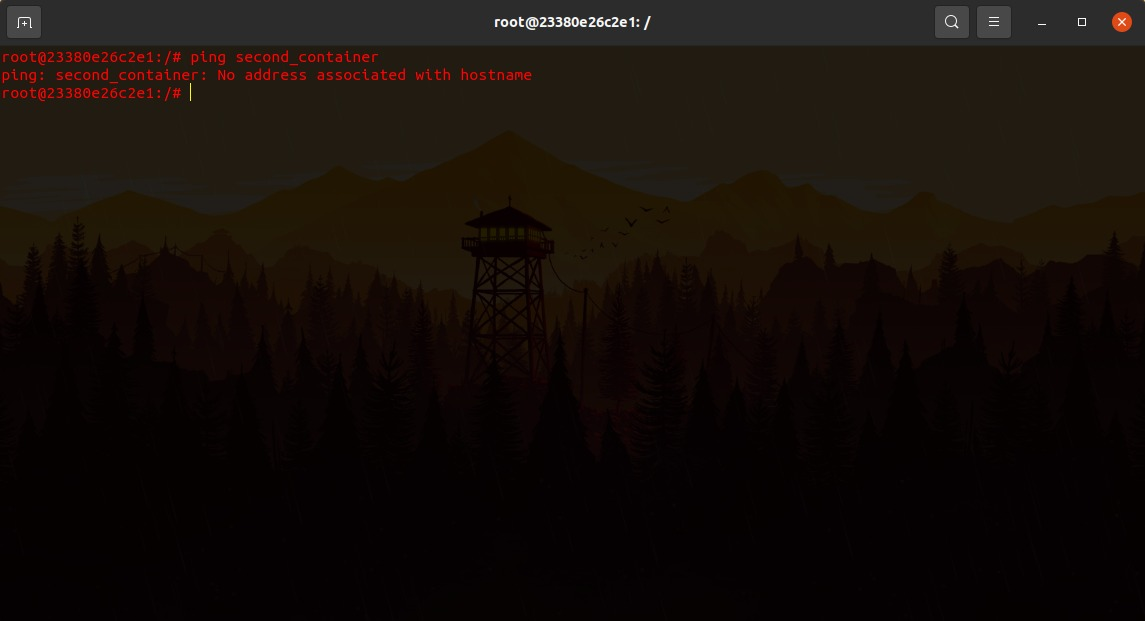 root@23380e26c2e1: /
root@23380e26c2e1:/# ping second_container
ping: second_container: No address associated with hostname
root@23380e26c2e1:/#